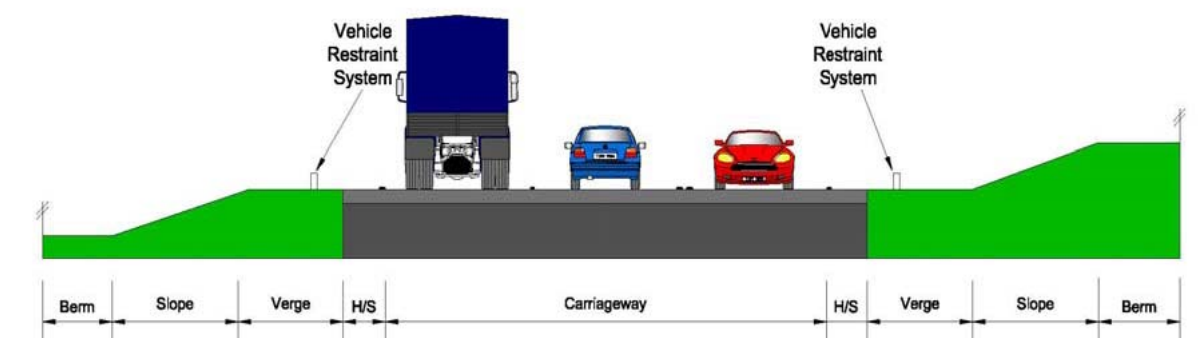 Vehicle
Restraint
System
Vehicle
Restraint
System
Berm
Slope
Verge
H/S
Carriageway
H/S
Verge
Slope
Berm